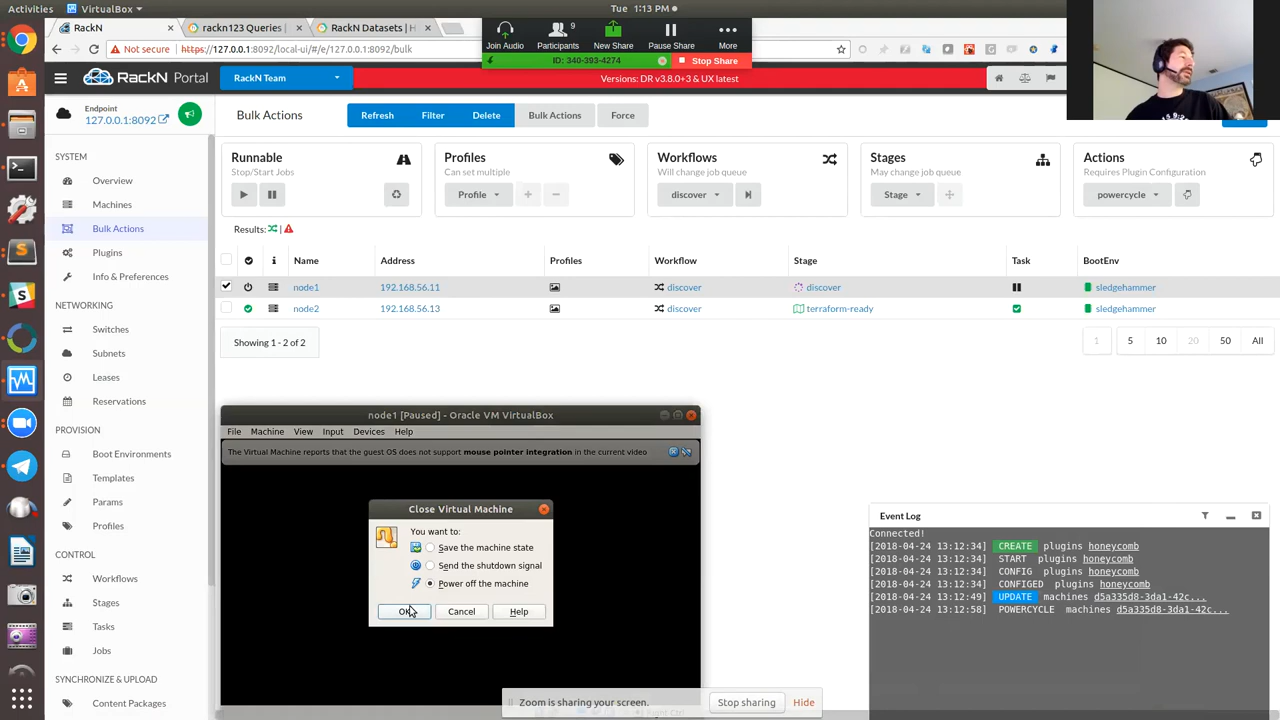 Activities
VirtualBox
Tue 1:13 PM
RackN
rackn123 Queries | 
RackN Datasets | H
Not secure
https://127.0.0.1:8092/local-ui/#/e/127.0.0.1:8092/bulk
Join Audio
Participants
9
New Share
Pause Share
More
ID: 340-393-4274
Stop Share
RACKN Portal
RackN Team
Versions: DR v3.8.0+3 & UX latest
Endpoint
127.0.0.1:8092
Bulk Actions
Refresh
Filter
Delete
Bulk Actions
Force
SYSTEM
Overview
Machines
Bulk Actions
Plugins
Info & Preferences
NETWORKING
Switches
Subnets
Leases
Reservations
PROVISION
Boot Environments
Templates
Params
Profiles
CONTROL
Workflows
Stages
Tasks
Jobs
SYNCHRONIZE & UPLOAD
Content Packages
Runnable
Stop/Start Jobs
Profiles
Can set multiple
Profile
Workflows
Will change job queue
discover
Stages
May change job queue
Stage
Actions
Requires Plugin Configuration
powercycle
Results:
Name Address Profiles Workflow Stage Task BootEnv
node1 192.168.56.11 discover discover sledgehammer
node2 192.168.56.13 discover terraform-ready sledgehammer
Showing 1 - 2 of 2
1 5 10 20 50 All
node1 [Paused] - Oracle VM VirtualBox
File Machine View Input Devices Help
The Virtual Machine reports that the guest OS does not support mouse pointer integration in the current video
Close Virtual Machine
You want to:
Save the machine state
Send the shutdown signal
Power off the machine
OK
Cancel
Help
Event Log
Connected!
[2018-04-24 13:12:34] CREATE plugins honeycomb
[2018-04-24 13:12:34] START plugins honeycomb
[2018-04-24 13:12:34] CONFIG plugins honeycomb
[2018-04-24 13:12:34] CONFIGED plugins honeycomb
[2018-04-24 13:12:49] UPDATE machines d5a335d8-3da1-42c...
[2018-04-24 13:12:58] POWERCYCLE machines d5a335d8-3da1-42c...
Zoom is sharing your screen.
Stop sharing
Hide